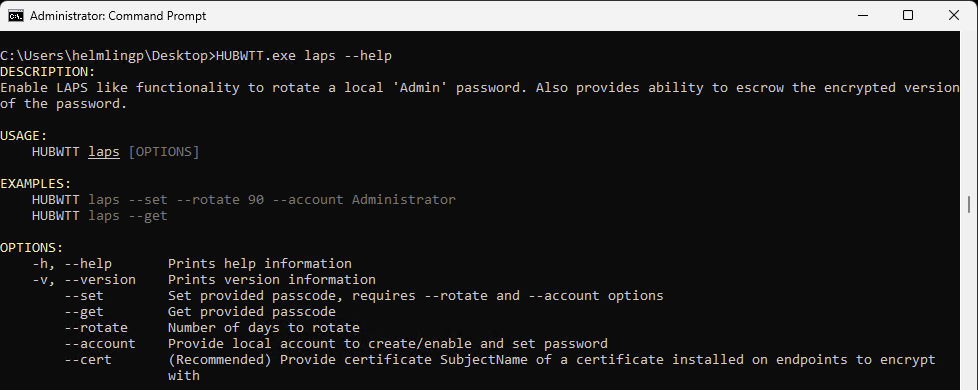 Administrator: Command Prompt
C:\Users\helmlingp\Desktop>HUBWTT.exe laps --help
DESCRIPTION:
Enable LAPS like functionality to rotate a local 'Admin' password. Also provides ability to escrow the encrypted version
of the password.
USAGE:
    HUBWTT laps [OPTIONS]
EXAMPLES:
    HUBWTT laps --set --rotate 90 --account Administrator
    HUBWTT laps --get
OPTIONS:
    -h, --help       Prints help information
    -v, --version    Prints version information
        --set        Set provided passcode, requires --rotate and --account options
        --get        Get provided passcode
        --rotate     Number of days to rotate
        --account    Provide local account to create/enable and set password
        --cert       (Recommended) Provide certificate SubjectName of a certificate installed on endpoints to encrypt
                     with